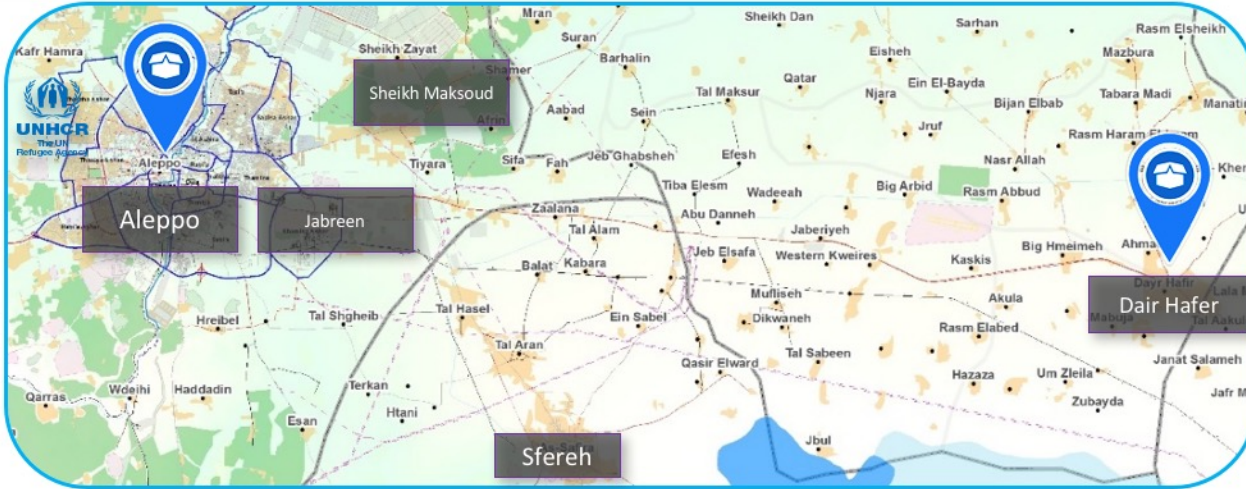 Mran
Sheikh Dan
Sarhan
Rasm Elsheikh
Kafr Hamra
Sheikh Zayat
Suran
Barhalin
Eisheh
Mazbura
Shamer
Qatar
Ein El-Bayda
Sheikh Maksoud
Tal Maksur
Njara
Bijan Elbab
Tabara Madi
Manatin
UNHCR
The UN
Refugee Agency
Afrin
Aabad
Sein
Jruf
Rasm Haram
Aleppo
Tiyara
Sifa
Fah
Jeb Ghabsheh
Efesh
Nasr Allah
Tiba Elesm
Wadeeah
Big Arbid
Rasm Abbud
Aleppo
Jabreen
Zaalana
Abu Danneh
Tal Alam
Jaberiyeh
Big Hmeimeh
Jeb Elsafa
Western Kweires
Kaskis
Balat
Kabara
Dayr Hafir
Mufliseh
Akula
Dair Hafer
Hreibel
Tal Shgheib
Tal Hasel
Ein Sabel
Dikwaneh
Rasm Elabed
Mabuja
Tal Aran
Tal Sabeen
Janat Salameh
Qasir Elward
Hazaza
Um Zleila
Qarras
Wdeihi
Haddadin
Terkan
Jafr
Zubayda
Esan
Htani
Jbul
As-Safira
Sfereh